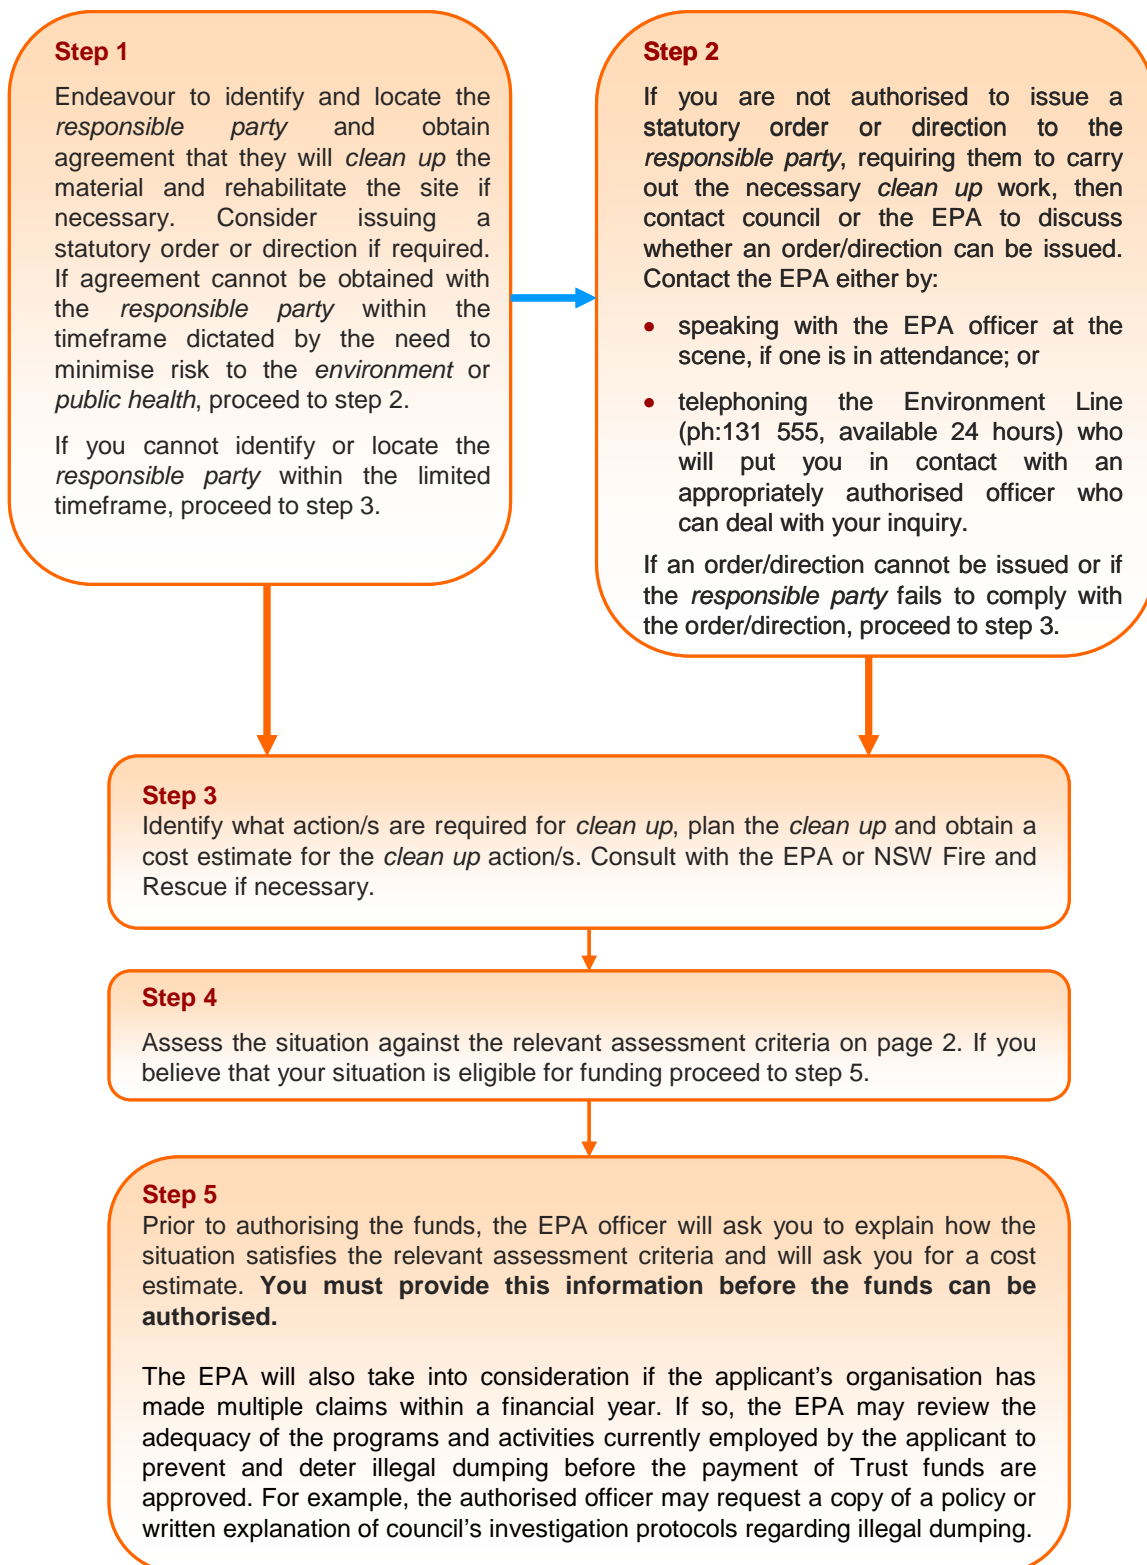 Step 1
Endeavour to identify and locate the
responsible party and obtain
agreement that they will clean up the
material and rehabilitate the site if
necessary. Consider issuing a
statutory order or direction if required.
If agreement cannot be obtained with
the responsible party within the
timeframe dictated by the need to
minimise risk to the environment or
public health, proceed to step 2.
If you cannot identify or locate the
responsible party within the limited
timeframe, proceed to step 3.
Step 2
If you are not authorised to issue a
statutory order or direction to the
responsible party, requiring them to carry
out the necessary clean up work, then
contact council or the EPA to discuss
whether an order/direction can be issued.
Contact the EPA either by:
• speaking with the EPA officer at the
scene, if one is in attendance; or
• telephoning the Environment Line
(ph:131 555, available 24 hours) who
will put you in contact with an
appropriately authorised officer who
can deal with your inquiry.
If an order/direction cannot be issued or if
the responsible party fails to comply with
the order/direction, proceed to step 3.
Step 3
Identify what action/s are required for clean up, plan the clean up and obtain a
cost estimate for the clean up action/s. Consult with the EPA or NSW Fire and
Rescue if necessary.
Step 4
Assess the situation against the relevant assessment criteria on page 2. If you
believe that your situation is eligible for funding proceed to step 5.
Step 5
Prior to authorising the funds, the EPA officer will ask you to explain how the
situation satisfies the relevant assessment criteria and will ask you for a cost
estimate. You must provide this information before the funds can be
authorised.
The EPA will also take into consideration if the applicant's organisation has
made multiple claims within a financial year. If so, the EPA may review the
adequacy of the programs and activities currently employed by the applicant to
prevent and deter illegal dumping before the payment of Trust funds are
approved. For example, the authorised officer may request a copy of a policy or
written explanation of council's investigation protocols regarding illegal dumping.